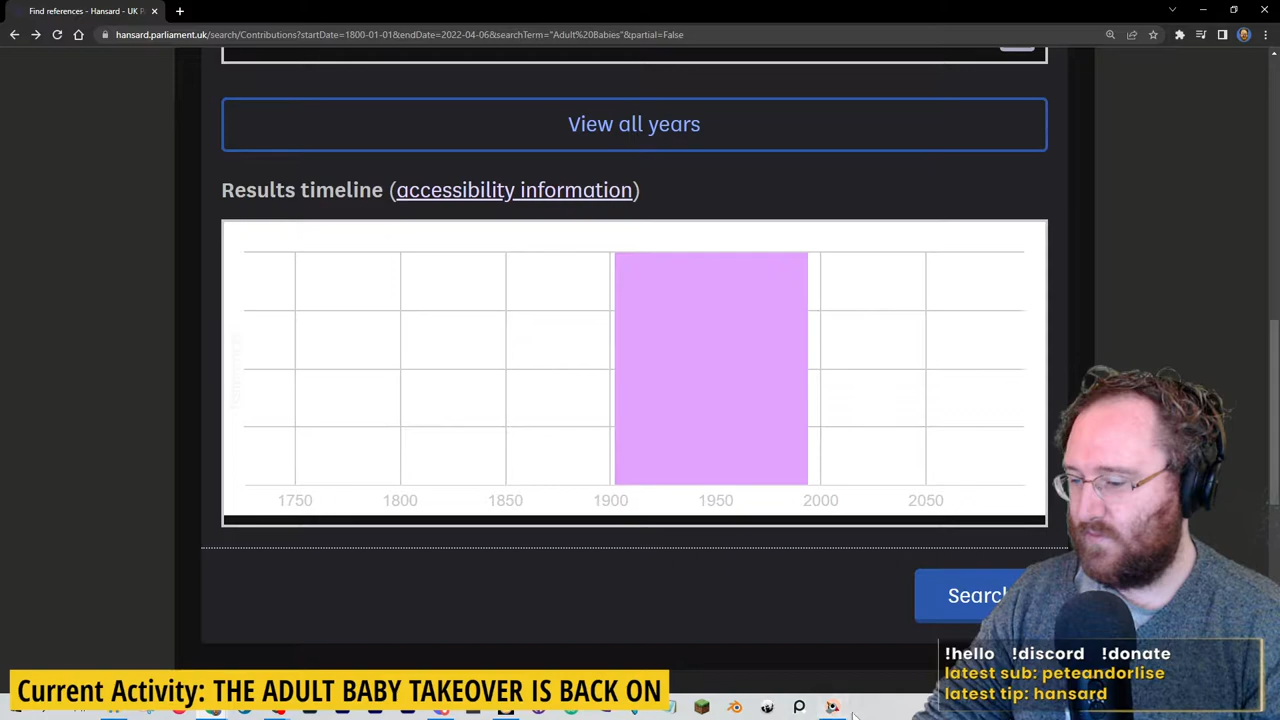 Find references - Hansard - UK P
hansard.parliament.uk/search/Contributions?startDate=1800-01-01&endDate=2022-04-06&searchTerm="Adult%20Babies"&partial=False
View all years
Results timeline (accessibility information)
1750 1800 1850 1900 1950 2000 2050
Search
!hello !discord !donate
latest sub: peteandorlise
latest tip: hansard
Current Activity: THE ADULT BABY TAKEOVER IS BACK ON